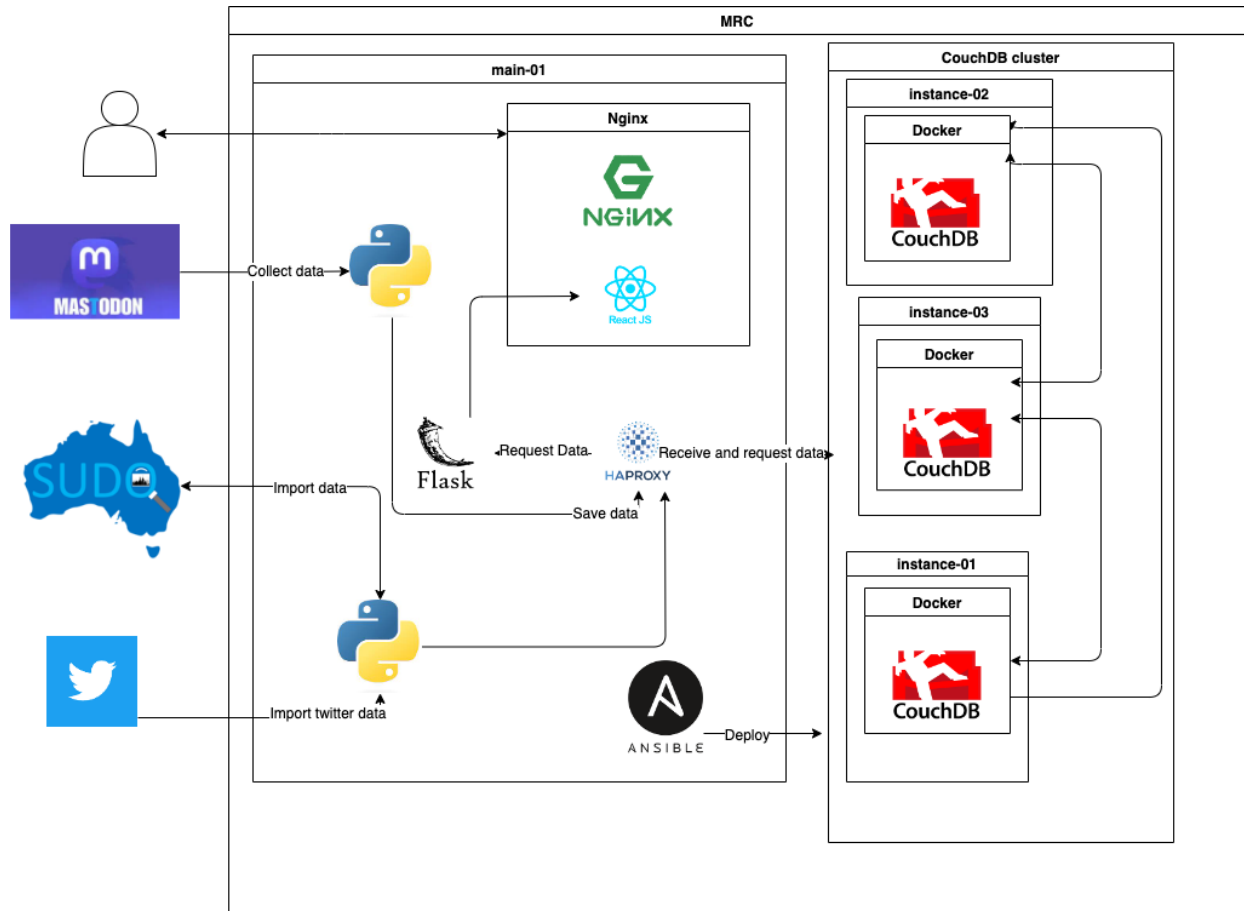 MRC
main-01
CouchDB cluster
Nginx
NGiNX
React JS
instance-02
Docker
CouchDB
MASTODON
Collect data
instance-03
Docker
CouchDB
SUDO
Import data
Flask
Request Data
HAPROXY
Receive and request data
Save data
instance-01
Docker
CouchDB
Import twitter data
ANSIBLE
Deploy